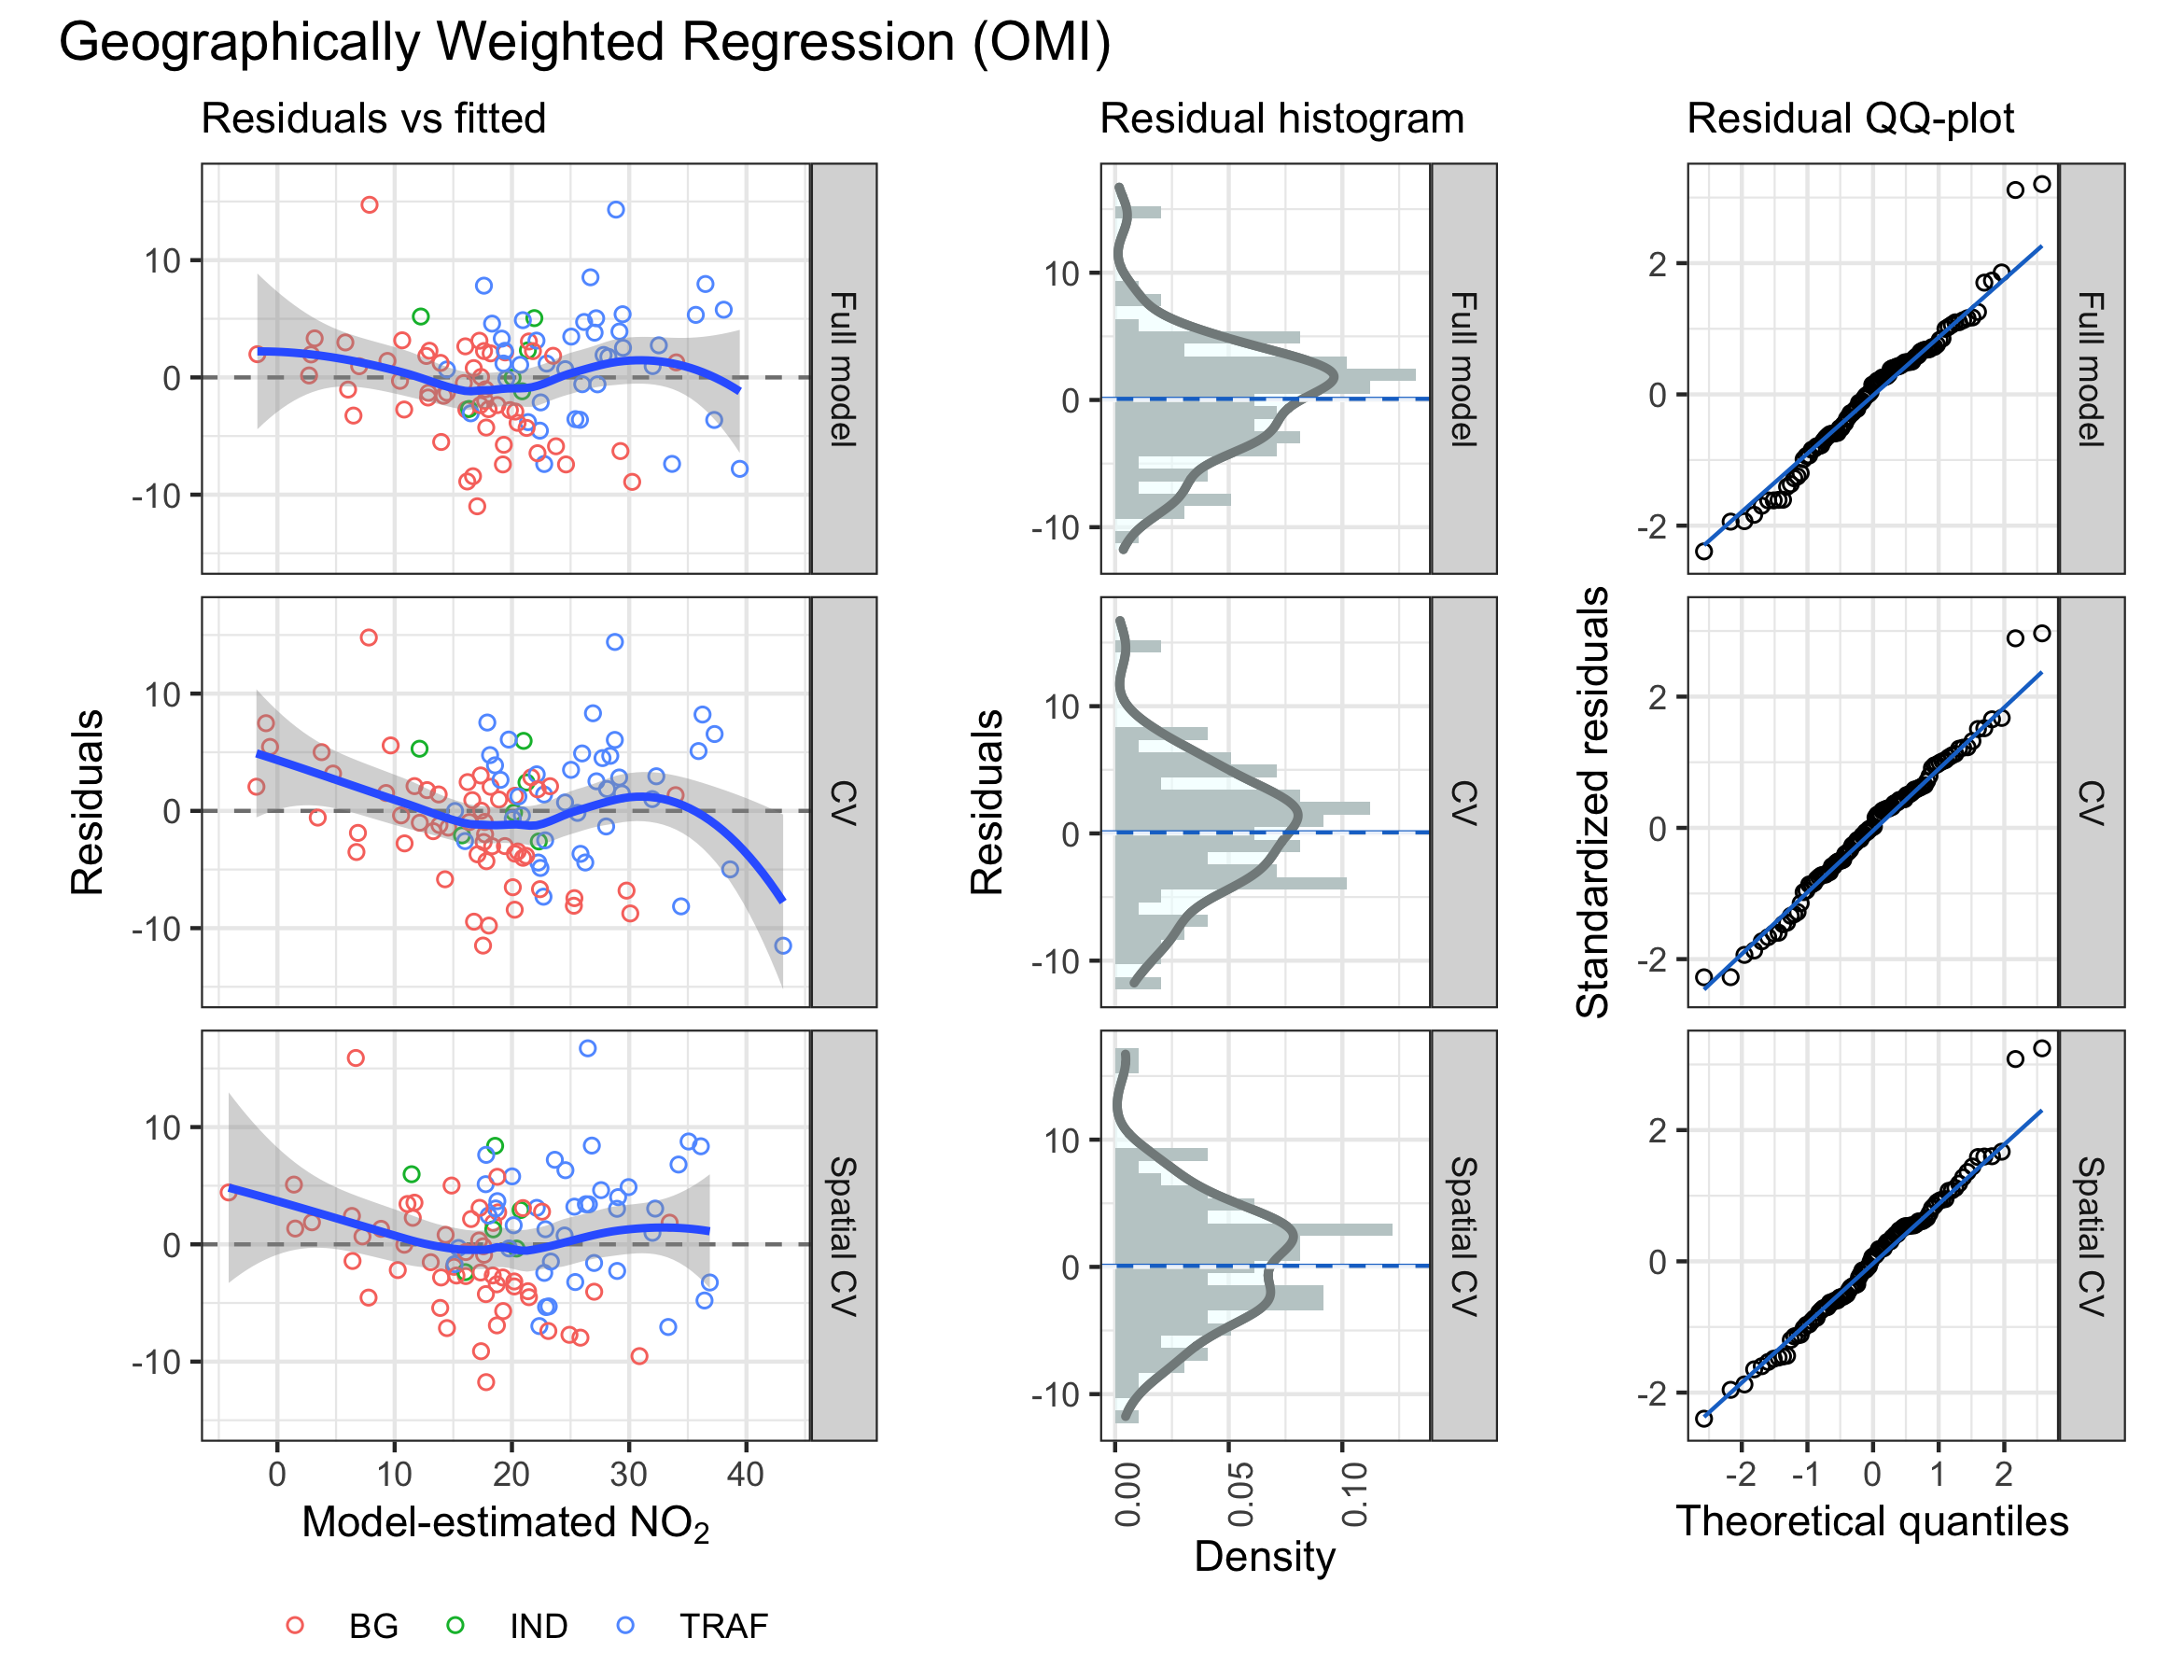 Geographically Weighted Regression (OMI)
Residuals vs fitted
Residual histogram
Residual QQ-plot
10
0
-10
Full model
10
0
-10
Full model
2
0
-2
Full model
Residuals
10
0
-10
CV
Residuals
10
0
-10
CV
Standardized residuals
2
0
-2
CV
10
0
-10
Spatial CV
10
0
-10
Spatial CV
2
0
-2
Spatial CV
0 10 20 30 40
Model-estimated NO₂
0.00 0.05 0.10
Density
-2 -1 0 1 2
Theoretical quantiles
BG IND TRAF